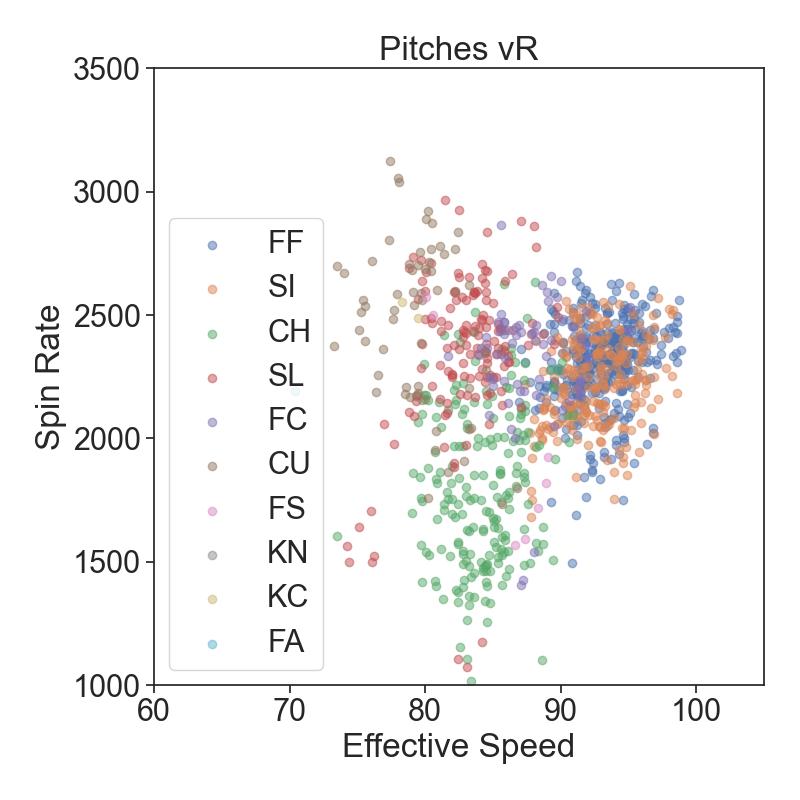 Pitches vR
3500
3000
2500
2000
1500
1000
Spin Rate
FF
SI
CH
SL
FC
CU
FS
KN
KC
FA
60 70 80 90 100
Effective Speed